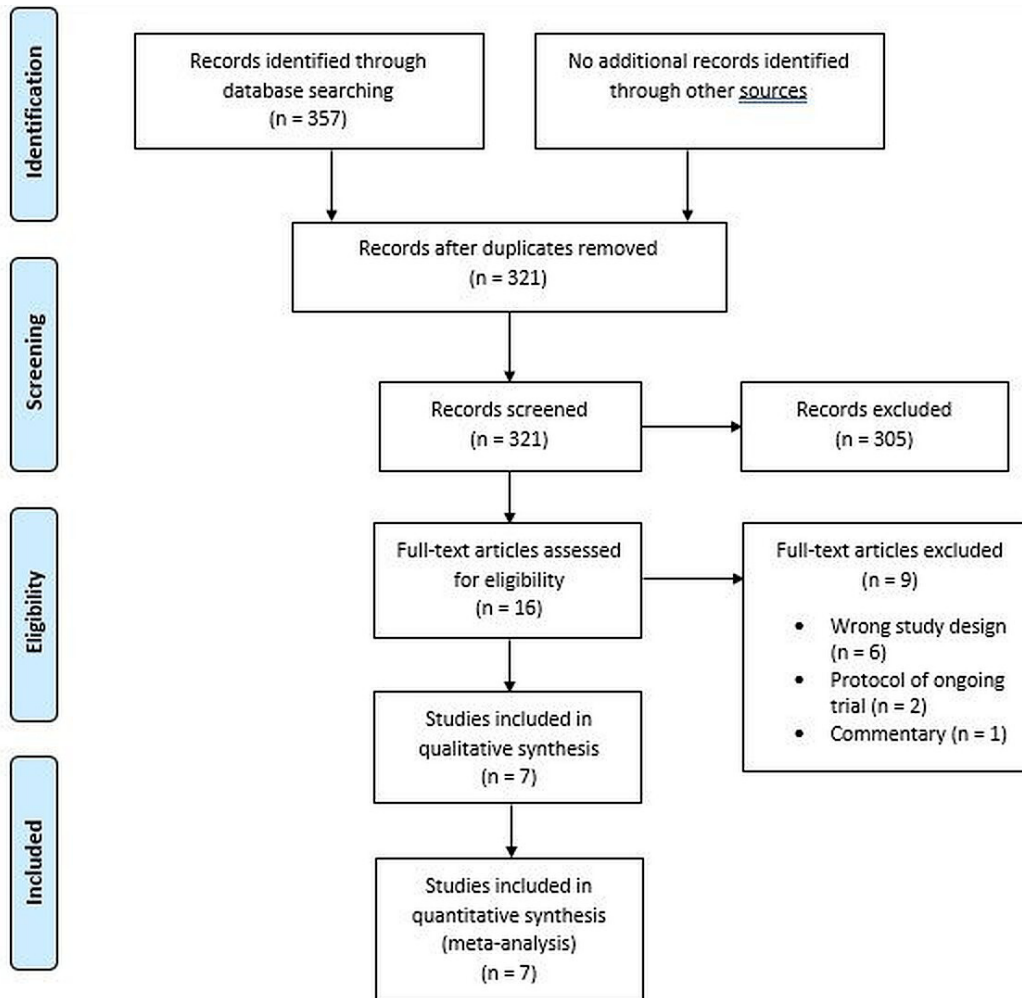 Identification
Records identified through
database searching
(n = 357)
No additional records identified
through other sources
Records after duplicates removed
(n = 321)
Screening
Records screened
(n = 321)
Records excluded
(n = 305)
Eligibility
Full-text articles assessed
for eligibility
(n = 16)
Full-text articles excluded
(n = 9)
• Wrong study design
(n = 6)
• Protocol of ongoing
trial (n = 2)
• Commentary (n = 1)
Studies included in
qualitative synthesis
(n = 7)
Included
Studies included in
quantitative synthesis
(meta-analysis)
(n = 7)